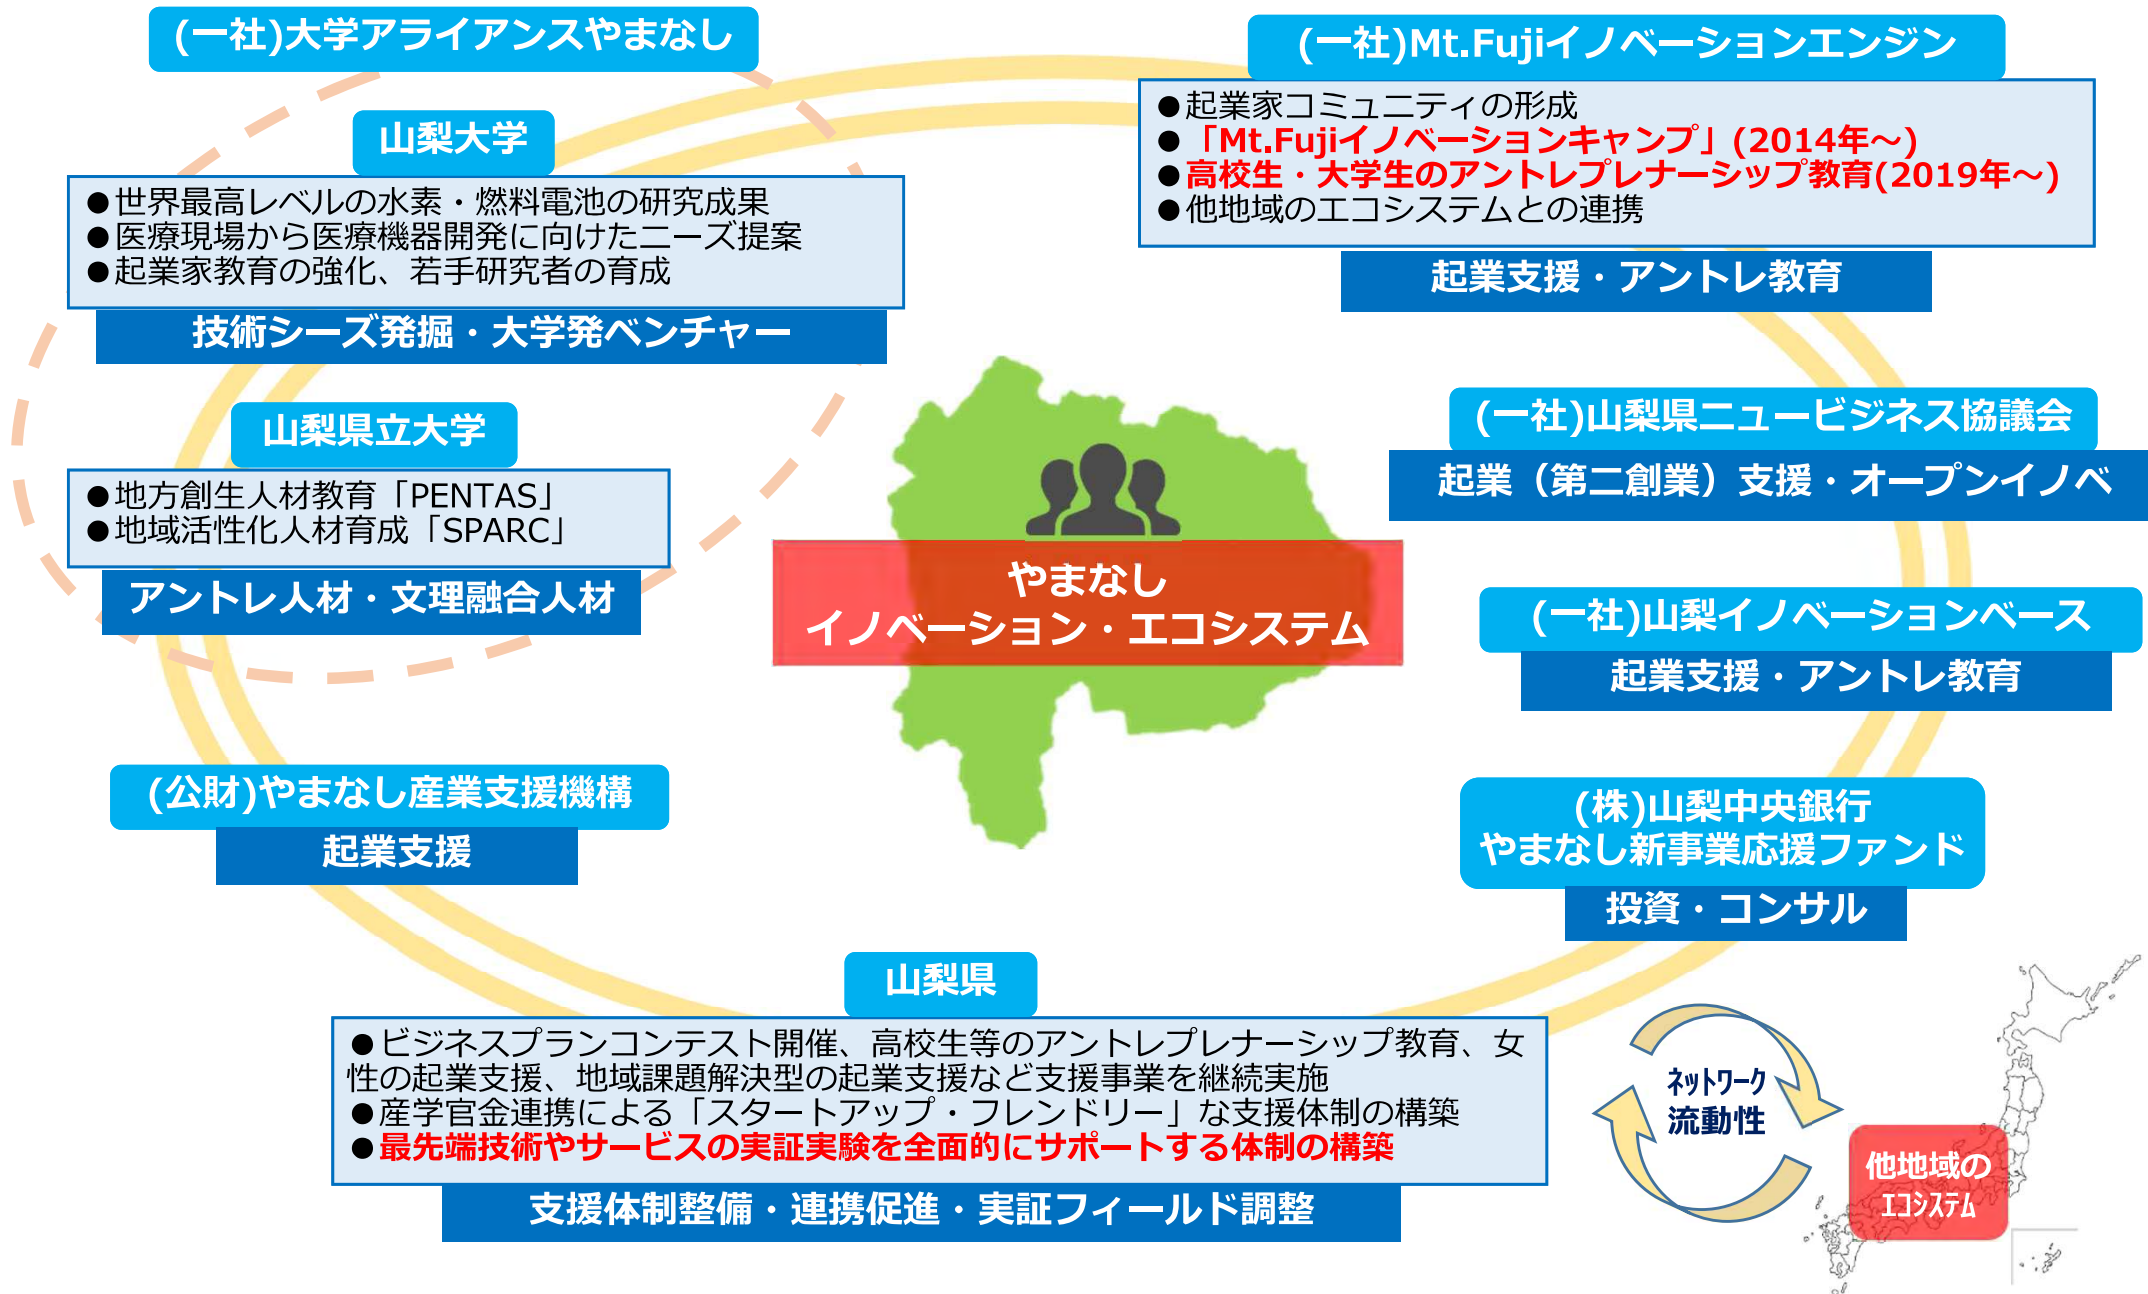 (一社)大学アライアンスやまなし
山梨大学
●世界最高レベルの水素・燃料電池の研究成果
●医療現場から医療機器開発に向けたニーズ提案
●起業家教育の強化、若手研究者の育成
技術シーズ発掘・大学発ベンチャー
山梨県立大学
●地方創生人材教育「PENTAS」
●地域活性化人材育成「SPARC」
アントレ人材・文理融合人材
(公財)やまなし産業支援機構
起業支援
(一社)Mt.Fujiイノベーションエンジン
●起業家コミュニティの形成
●「Mt.Fujiイノベーションキャンプ」(2014年～)
●高校生・大学生のアントレプレナーシップ教育(2019年～)
●他地域のエコシステムとの連携
起業支援・アントレ教育
(一社)山梨県ニュービジネス協議会
起業（第二創業）支援・オープンイノベ
(一社)山梨イノベーションベース
起業支援・アントレ教育
(株)山梨中央銀行
やまなし新事業応援ファンド
投資・コンサル
やまなし
イノベーション・エコシステム
山梨県
●ビジネスプランコンテスト開催、高校生等のアントレプレナーシップ教育、女
性の起業支援、地域課題解決型の起業支援など支援事業を継続実施
●産学官金連携による「スタートアップ・フレンドリー」な支援体制の構築
●最先端技術やサービスの実証実験を全面的にサポートする体制の構築
支援体制整備・連携促進・実証フィールド調整
ネットワーク
流動性
他地域の
エコシステム